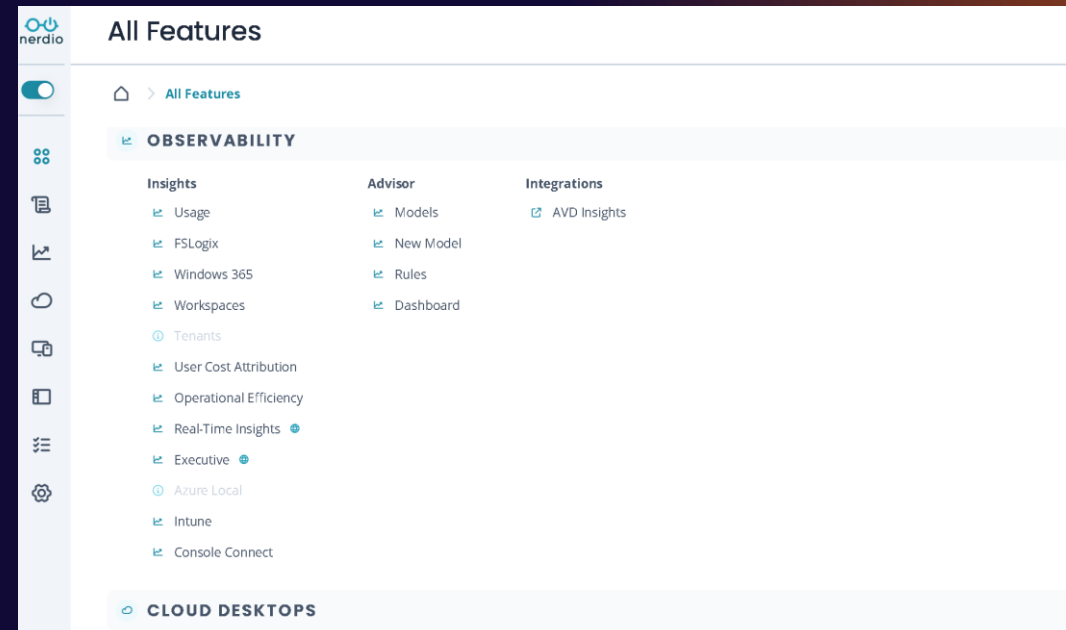 nerdio
All Features
All Features
OBSERVABILITY
Insights
Usage
FSLogix
Windows 365
Workspaces
Tenants
User Cost Attribution
Operational Efficiency
Real-Time Insights
Executive
Azure Local
Intune
Console Connect
Advisor
Models
New Model
Rules
Dashboard
Integrations
AVD Insights
CLOUD DESKTOPS